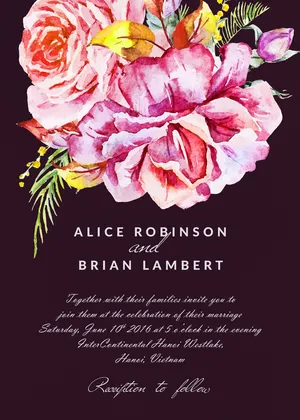 ALICE ROBINSON
and
BRIAN LAMBERT
Together with their families invite you to
join them at the celebration of their marriage
Saturday, June 10th 2016 at 5 o'clock in the evening
InterContinental Hanoi Westlake,
Hanoi, Vietnam
Reception to follow